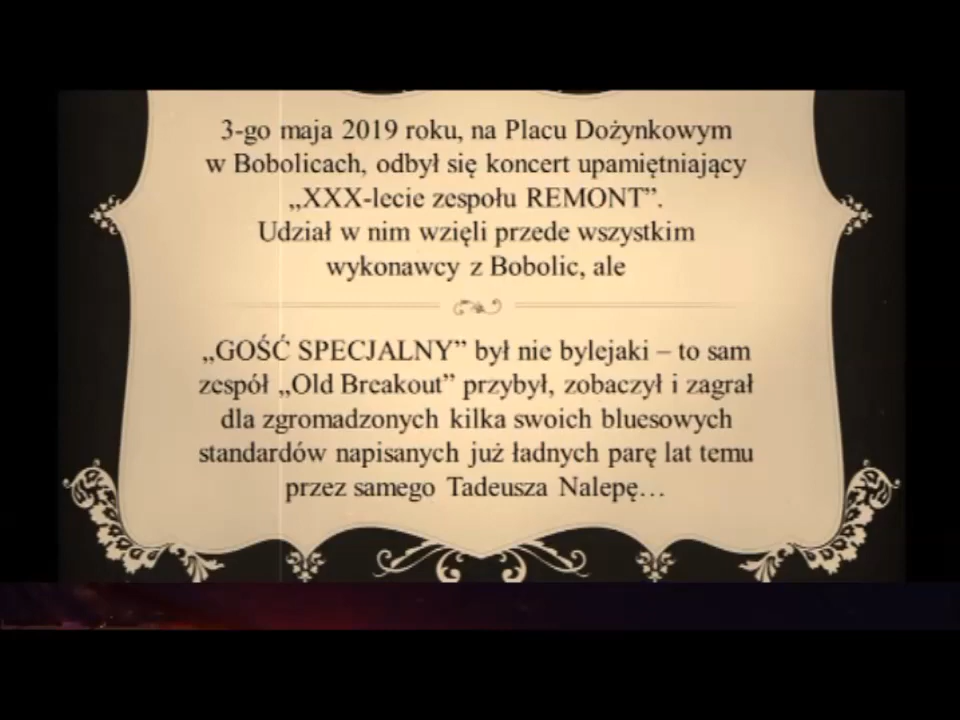 3-go maja 2019 roku, na Placu Dożynkowym
w Bobolicach, odbył się koncert upamiętniający
„XXX-lecie zespołu REMONT”.
Udział w nim wzięli przede wszystkim
wykonawcy z Bobolic, ale
„GOŚĆ SPECJALNY” był nie bylejaki – to sam
zespół „Old Breakout” przybył, zobaczył i zagrał
dla zgromadzonych kilka swoich bluesowych
standardów napisanych już ładnych parę lat temu
przez samego Tadeusza Nalepę…